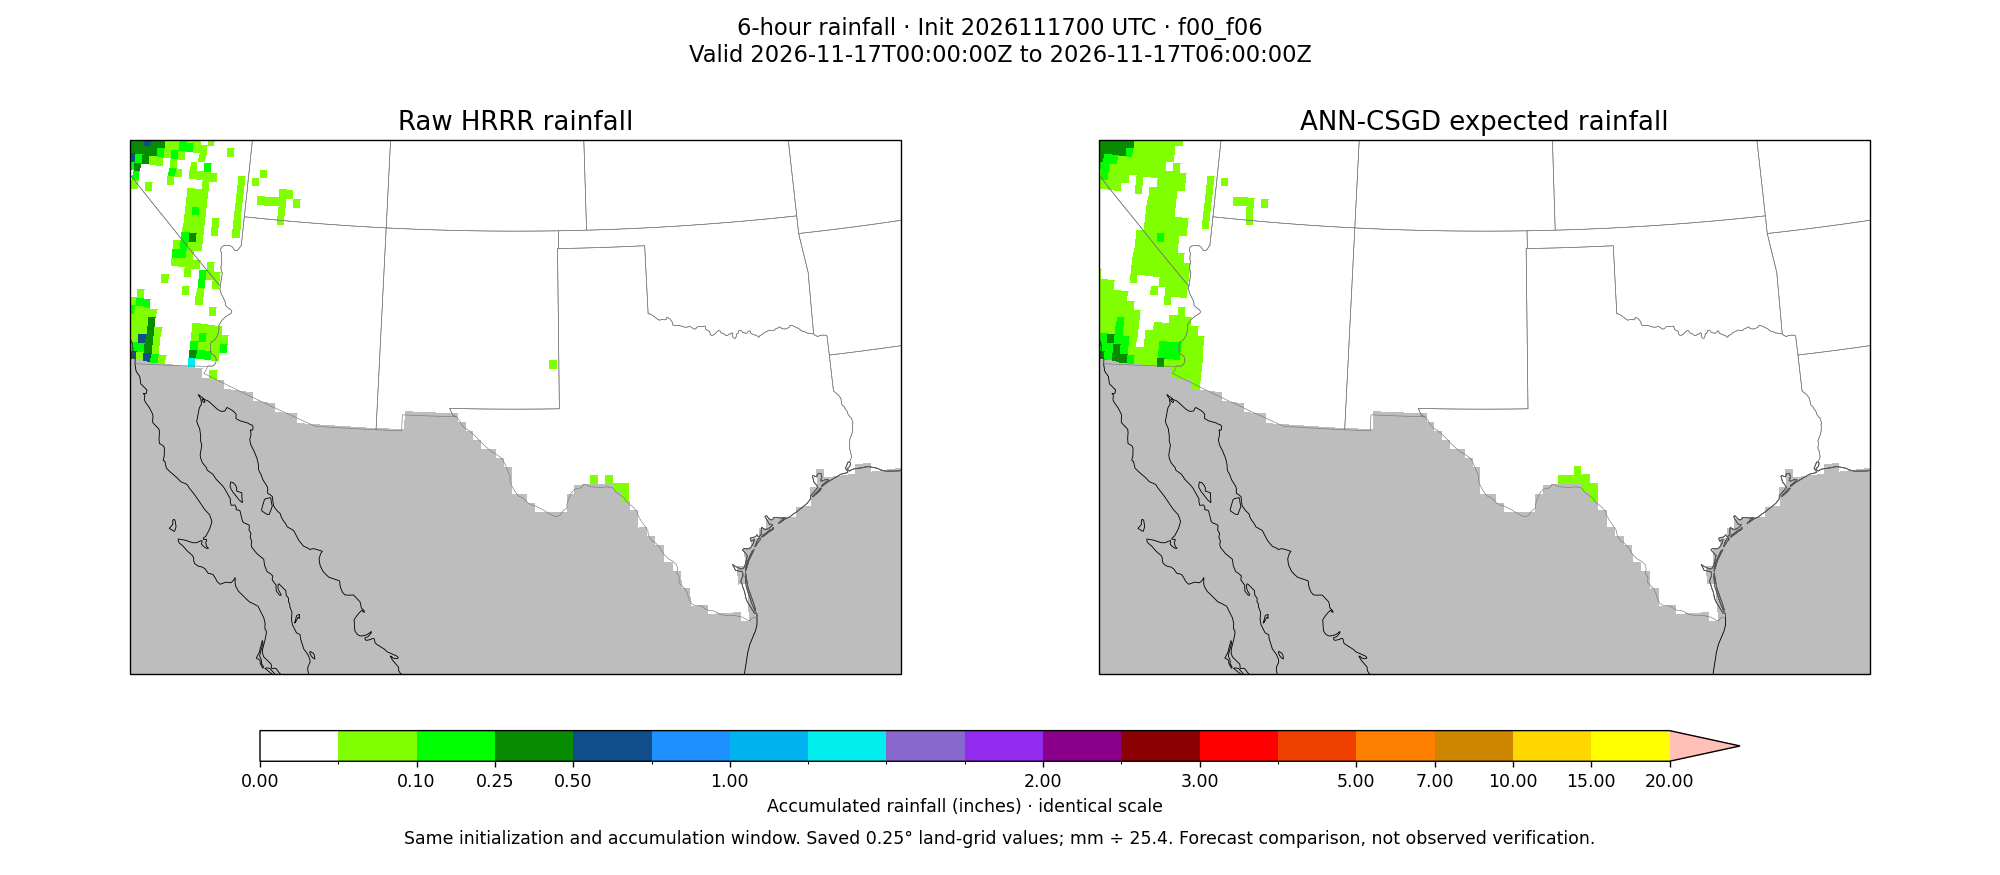 6-hour rainfall · Init 2026111700 UTC · f00_f06
Valid 2026-11-17T00:00:00Z to 2026-11-17T06:00:00Z
Raw HRRR rainfall
ANN-CSGD expected rainfall
0.00 0.10 0.25 0.50 1.00 2.00 3.00 5.00 7.00 10.00 15.00 20.00
Accumulated rainfall (inches) · identical scale
Same initialization and accumulation window. Saved 0.25° land-grid values; mm ÷ 25.4. Forecast comparison, not observed verification.